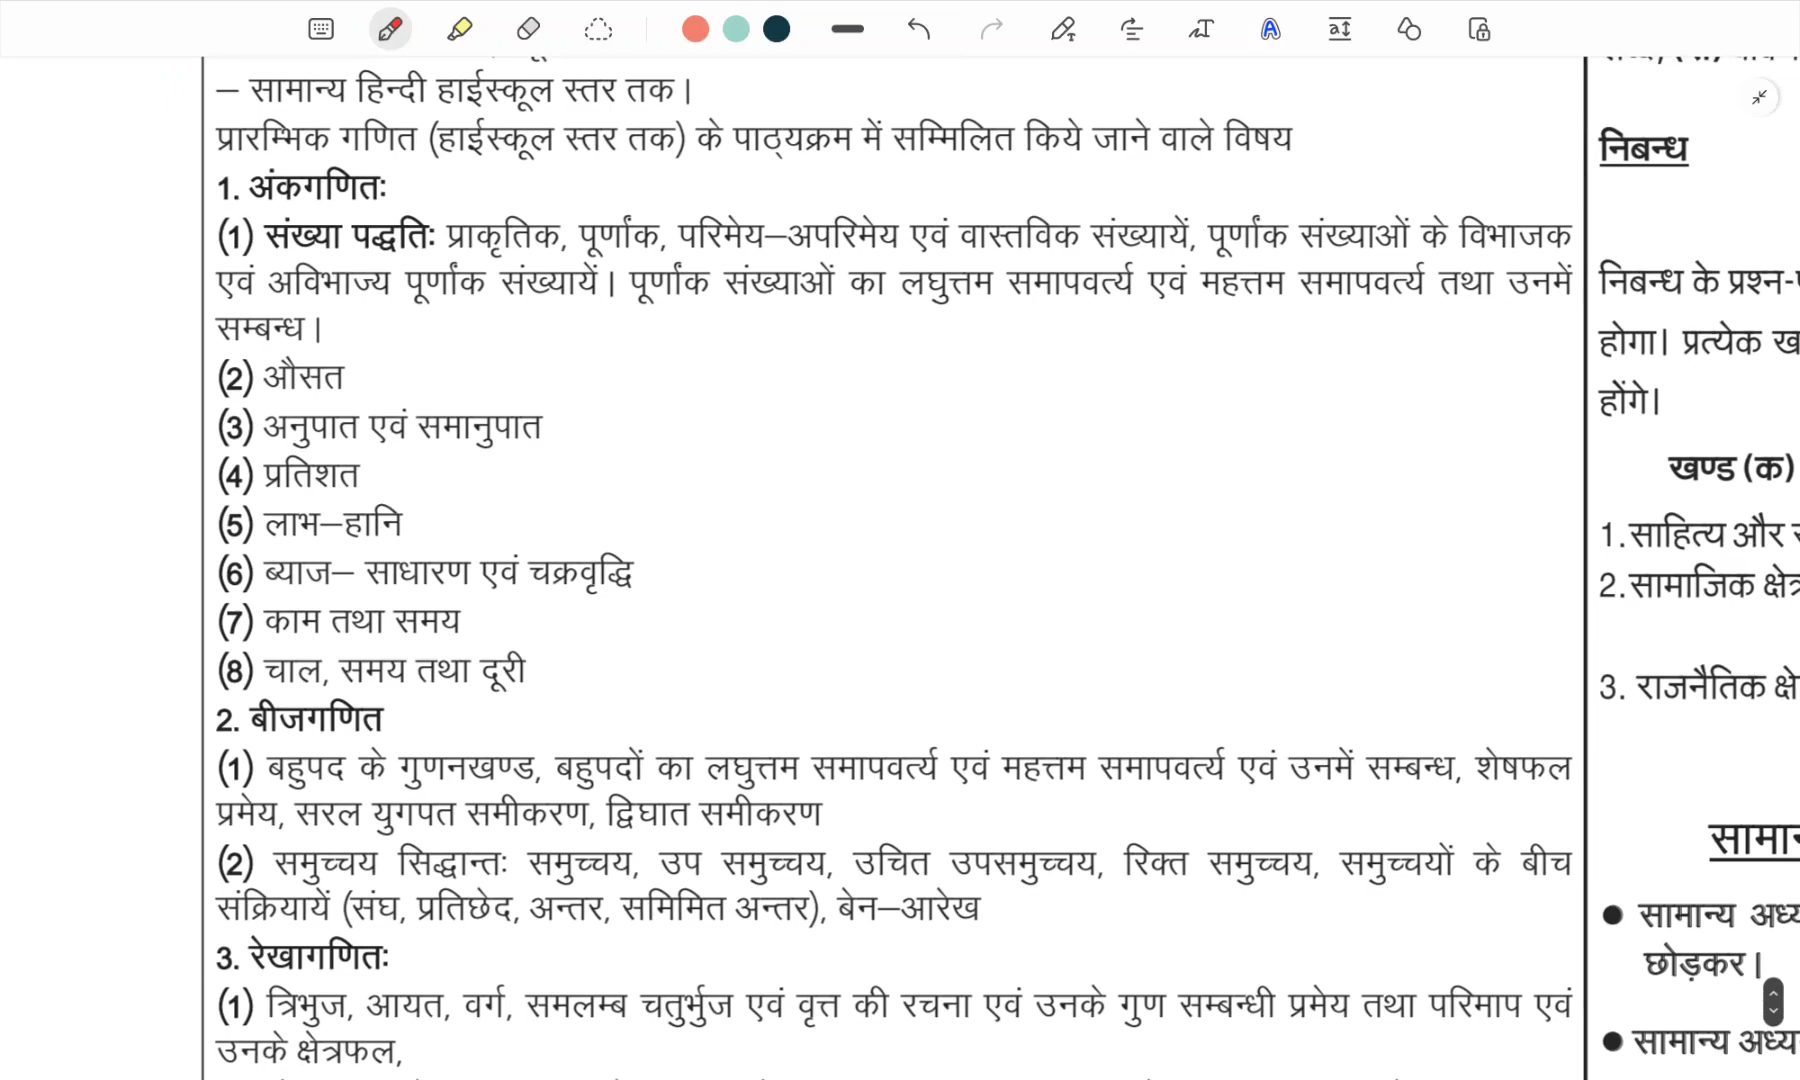 – सामान्य हिन्दी हाईस्कूल स्तर तक।
प्रारम्भिक गणित (हाईस्कूल स्तर तक) के पाठ्यक्रम में सम्मिलित किये जाने वाले विषय
1. अंकगणितः
(1) संख्या पद्धतिः प्राकृतिक, पूर्णांक, परिमेय–अपरिमेय एवं वास्तविक संख्यायें, पूर्णांक संख्याओं के विभाजक
एवं अविभाज्य पूर्णांक संख्यायें। पूर्णांक संख्याओं का लघुत्तम समापवर्त्य एवं महत्तम समापवर्त्य तथा उनमें
सम्बन्ध।
(2) औसत
(3) अनुपात एवं समानुपात
(4) प्रतिशत
(5) लाभ–हानि
(6) ब्याज– साधारण एवं चक्रवृद्धि
(7) काम तथा समय
(8) चाल, समय तथा दूरी
2. बीजगणित
(1) बहुपद के गुणनखण्ड, बहुपदों का लघुत्तम समापवर्त्य एवं महत्तम समापवर्त्य एवं उनमें सम्बन्ध, शेषफल
प्रमेय, सरल युगपत समीकरण, द्विघात समीकरण
(2) समुच्चय सिद्धान्तः समुच्चय, उप समुच्चय, उचित उपसमुच्चय, रिक्त समुच्चय, समुच्चयों के बीच
संक्रियायें (संघ, प्रतिछेद, अन्तर, समिमित अन्तर), बेन–आरेख
3. रेखागणितः
(1) त्रिभुज, आयत, वर्ग, समलम्ब चतुर्भुज एवं वृत्त की रचना एवं उनके गुण सम्बन्धी प्रमेय तथा परिमाप एवं
उनके क्षेत्रफल,
निबन्ध
निबन्ध के प्रश्न-
होगा। प्रत्येक
होंगे।
खण्ड (क)
1.साहित्य और
2.सामाजिक
3. राजनैतिक
● सामान्य
छोड़कर।
● सामान्य